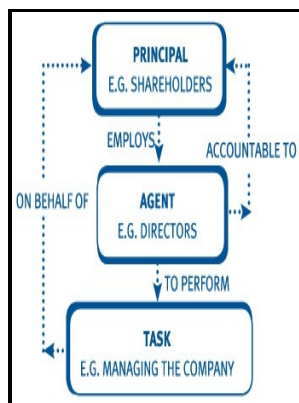 PRINCIPAL
E.G. SHAREHOLDERS
EMPLOYS
ACCOUNTABLE TO
ON BEHALF OF
AGENT
E.G. DIRECTORS
TO PERFORM
TASK
E.G. MANAGING THE COMPANY